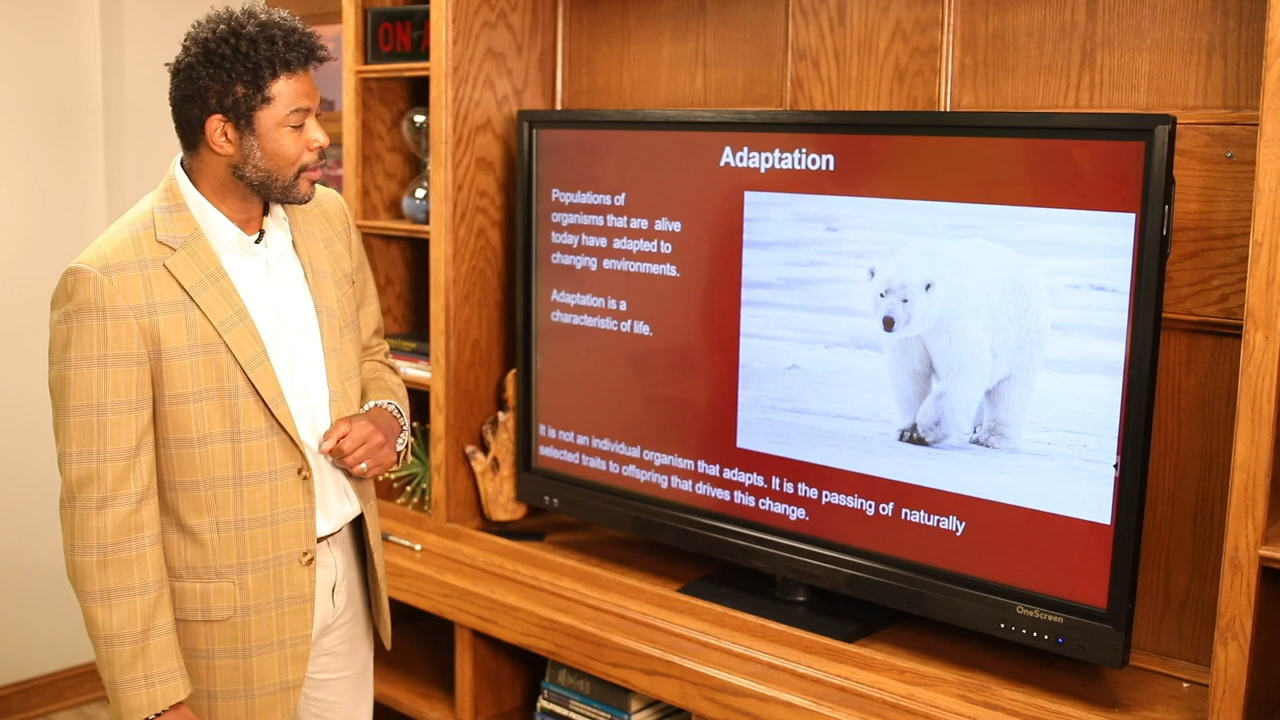 ON A
Adaptation
Populations of
organisms that are alive
today have adapted to
changing environments.
Adaptation is a
characteristic of life.
It is not an individual organism that adapts. It is the passing of naturally
selected traits to offspring that drives this change.
OneScreen